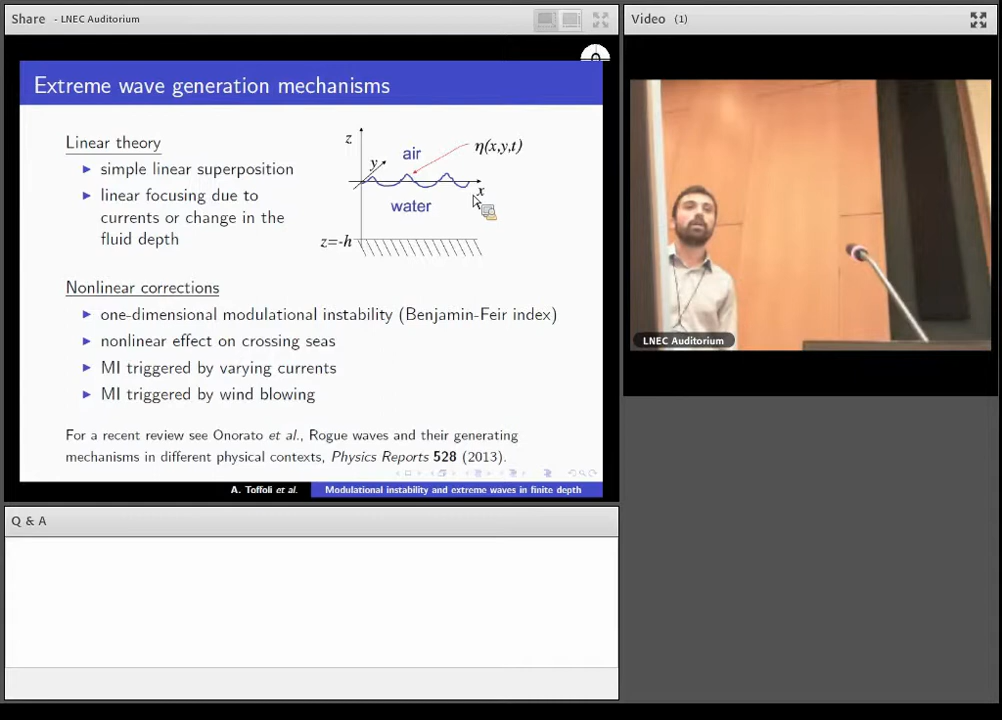 Share - LNEC Auditorium
Video (1)
Extreme wave generation mechanisms
Linear theory
simple linear superposition
linear focusing due to
currents or change in the
fluid depth
z
y
air
η(x,y,t)
x
water
z=-h
Nonlinear corrections
one-dimensional modulational instability (Benjamin-Feir index)
nonlinear effect on crossing seas
MI triggered by varying currents
MI triggered by wind blowing
For a recent review see Onorato et al., Rogue waves and their generating
mechanisms in different physical contexts, Physics Reports 528 (2013).
A. Toffoli et al. Modulational instability and extreme waves in finite depth
LNEC Auditorium
Q & A